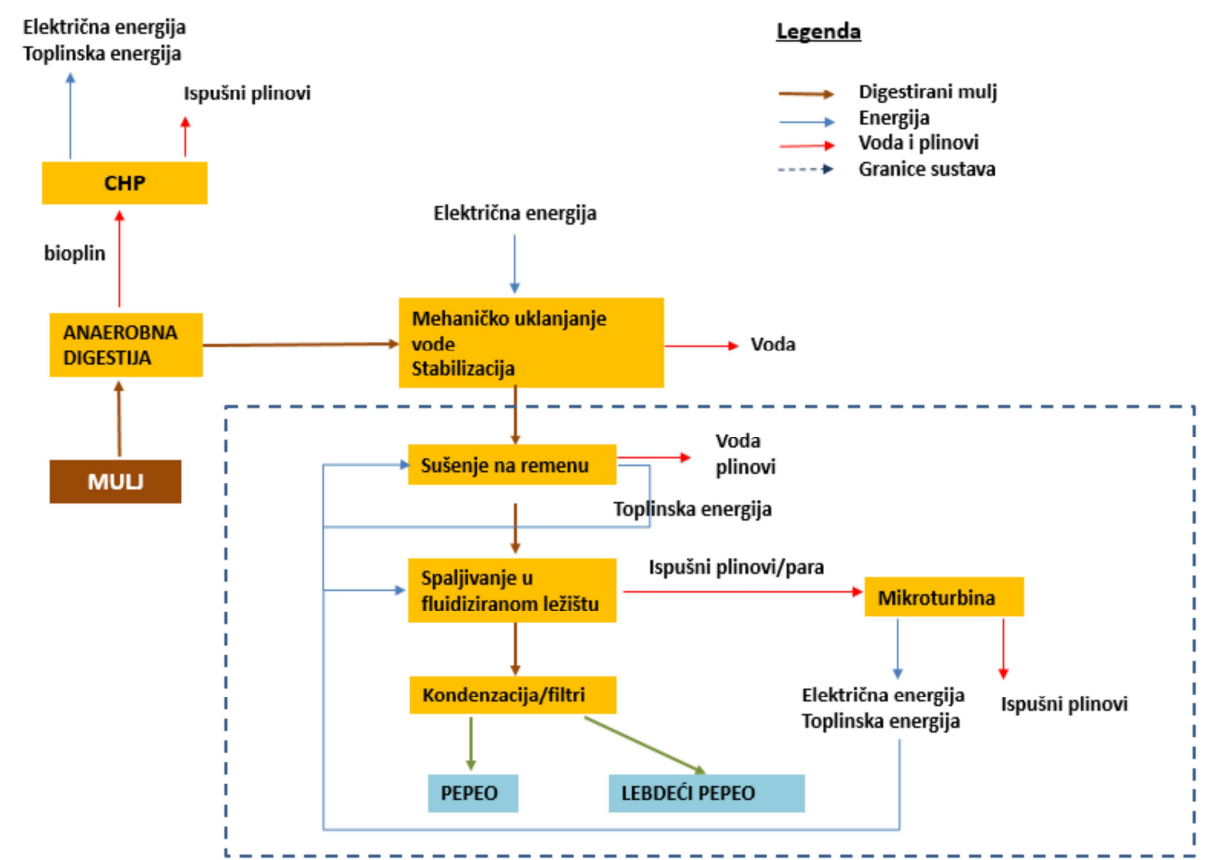 Električna energija
Toplinska energija
Ispušni plinovi
CHP
bioplin
ANAEROBNA
DIGESTIJA
MULJ
Legenda
Digestirani mulj
Energija
Voda i plinovi
Granice sustava
Električna energija
Mehaničko uklanjanje
vode
Stabilizacija
Voda
Sušenje na remenu
Voda
plinovi
Toplinska energija
Spaljivanje u
fluidiziranom ležištu
Ispušni plinovi/para
Mikroturbina
Kondenzacija/filtri
Električna energija
Toplinska energija
Ispušni plinovi
PEPEO
LEBDEĆI PEPEO